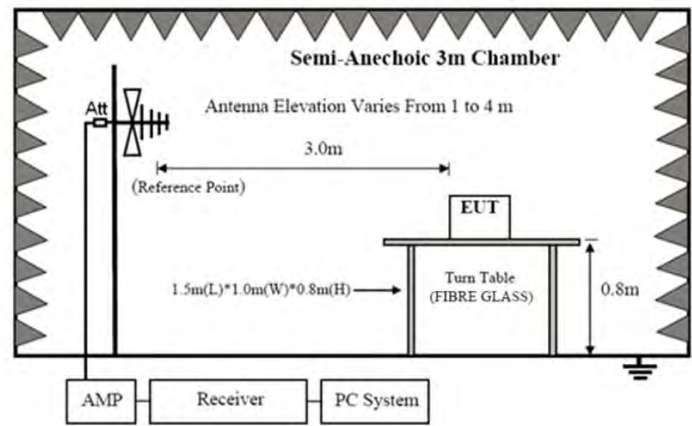 Semi-Anechoic 3m Chamber
Att
Antenna Elevation Varies From 1 to 4 m
3.0m
(Reference Point)
EUT
1.5m(L)*1.0m(W)*0.8m(H)
Turn Table
(FIBRE GLASS)
0.8m
AMP
Receiver
PC System